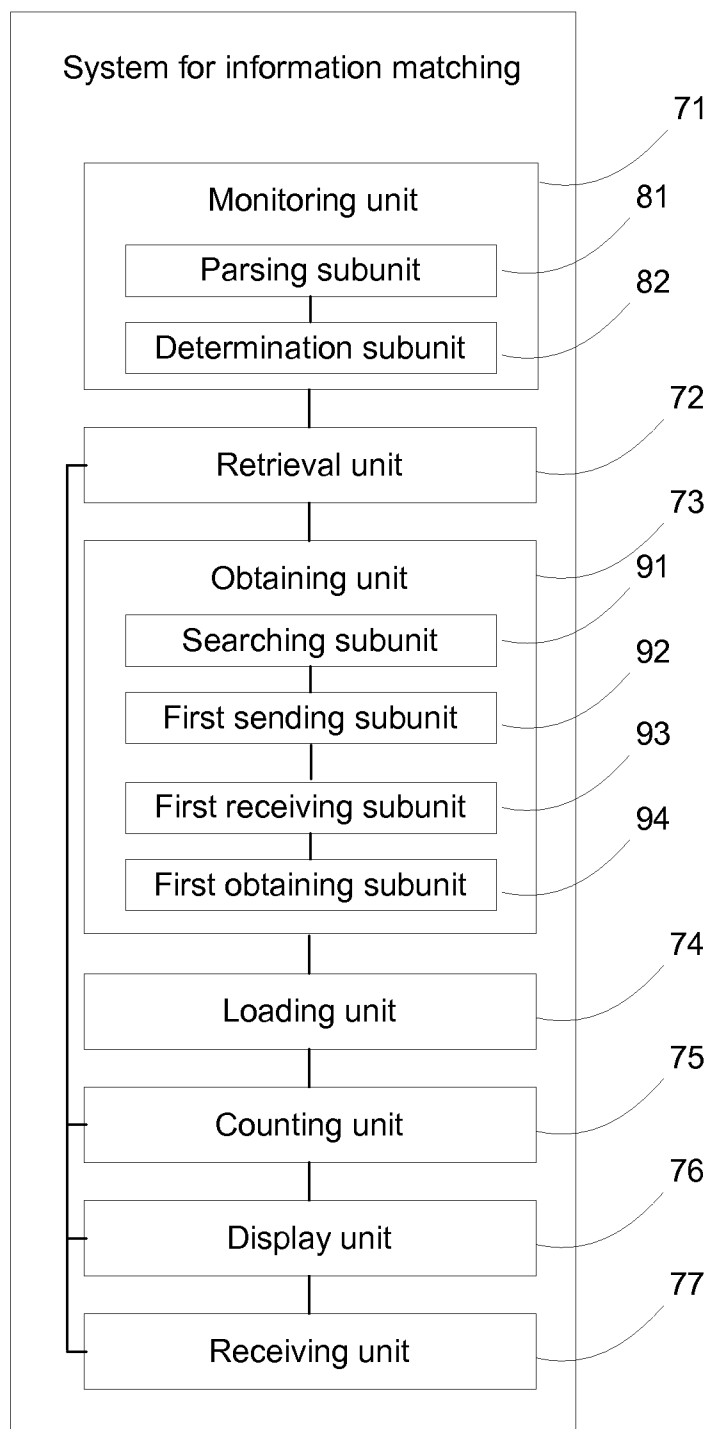 System for information matching
71
Monitoring unit
81
Parsing subunit
82
Determination subunit
72
Retrieval unit
73
Obtaining unit
91
Searching subunit
92
First sending subunit
93
First receiving subunit
94
First obtaining subunit
74
Loading unit
75
Counting unit
76
Display unit
77
Receiving unit